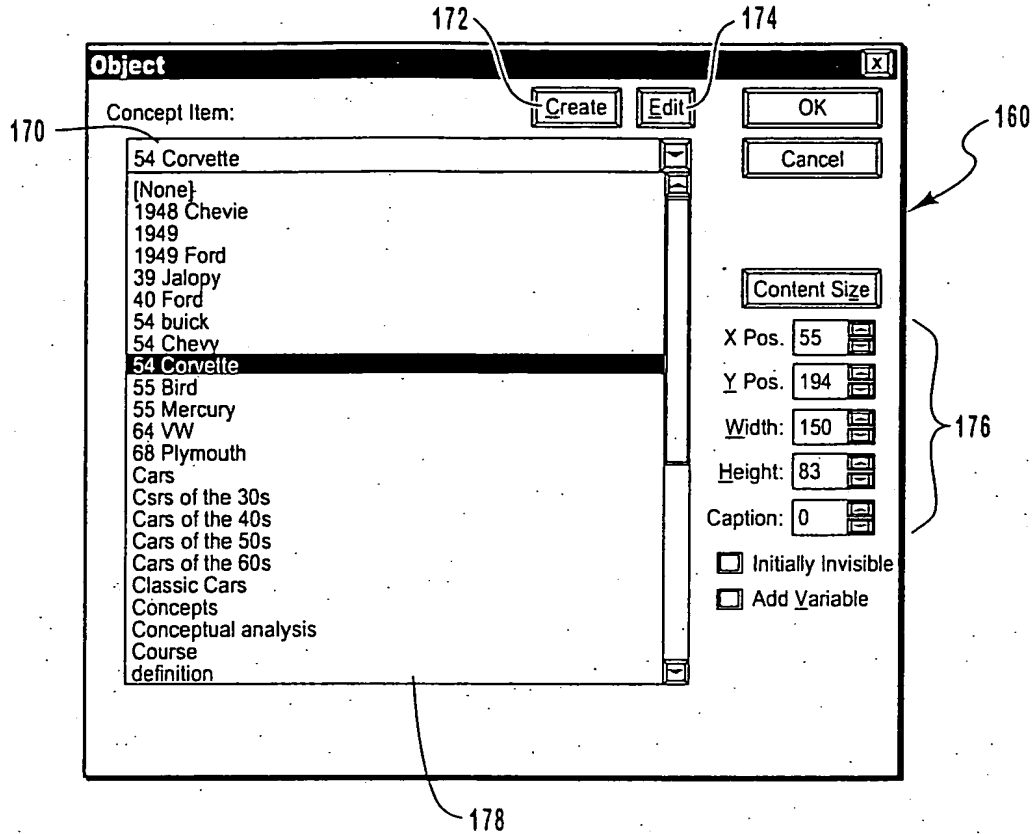 172
174
Object
X
Concept Item:
Create
Edit
OK
170
160
54 Corvette
Cancel
[None}
1948 Chevie
1949
1949 Ford
39 Jalopy
40 Ford
Content Size
54 buick
54 Chevy
X Pos. 55
54 Corvette
55 Bird
Y Pos. 194
55 Mercury
64 VW
Width: 150
176
68 Plymouth
Cars
Height: 83
Csrs of the 30s
Cars of the 40s
Caption: 0
Cars of the 50s
Cars of the 60s
Initially Invisible
Classic Cars
Concepts
Add Variable
Conceptual analysis
Course
definition
178